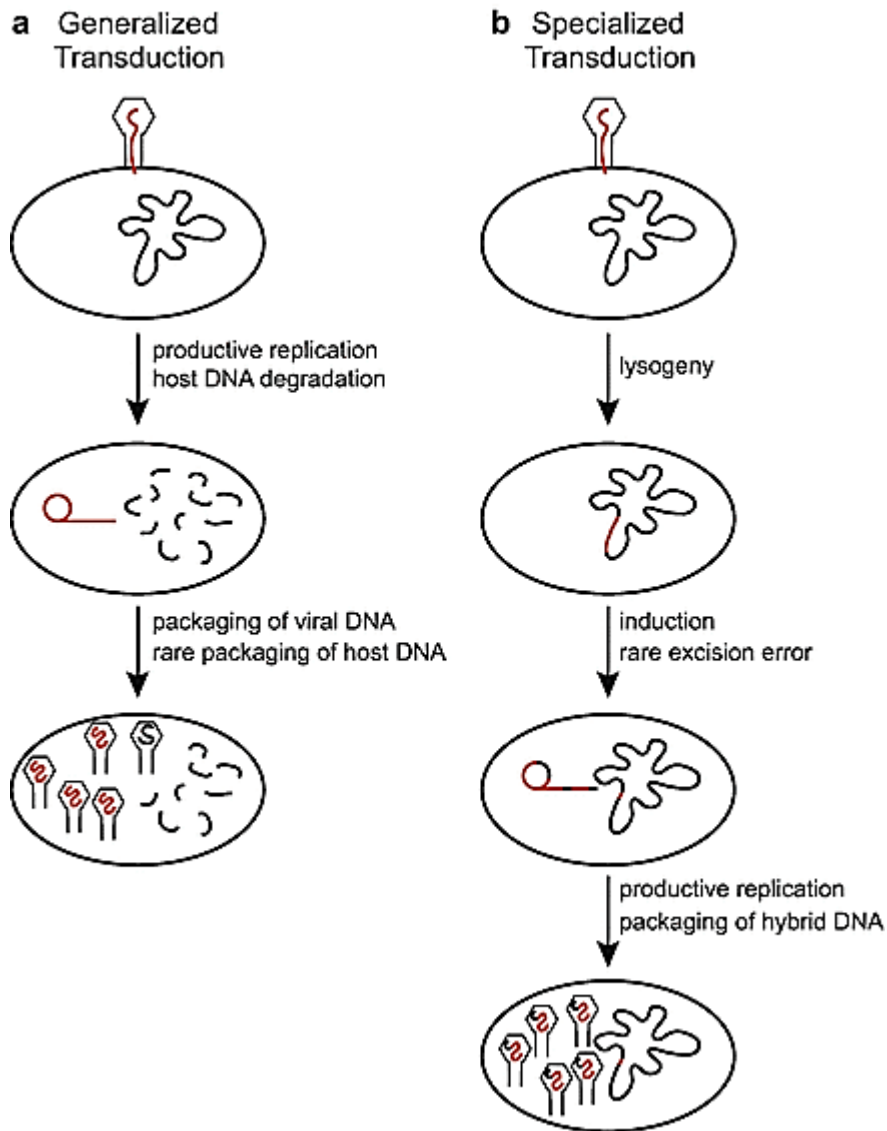 a Generalized
Transduction
productive replication
host DNA degradation
packaging of viral DNA
rare packaging of host DNA
b Specialized
Transduction
lysogeny
induction
rare excision error
productive replication
packaging of hybrid DNA